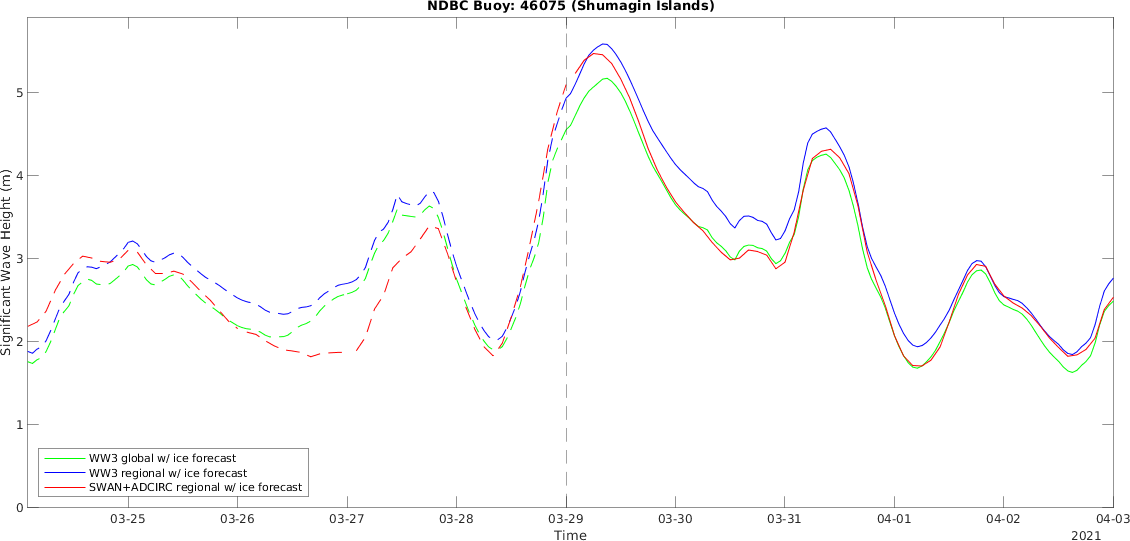 NDBC Buoy: 46075 (Shumagin Islands)
Significant Wave Height (m)
5
4
3
2
1
0
WW3 global w/ ice forecast
WW3 regional w/ ice forecast
SWAN+ADCIRC regional w/ ice forecast
03-25 03-26 03-27 03-28 03-29 03-30 03-31 04-01 04-02 04-03
Time
2021